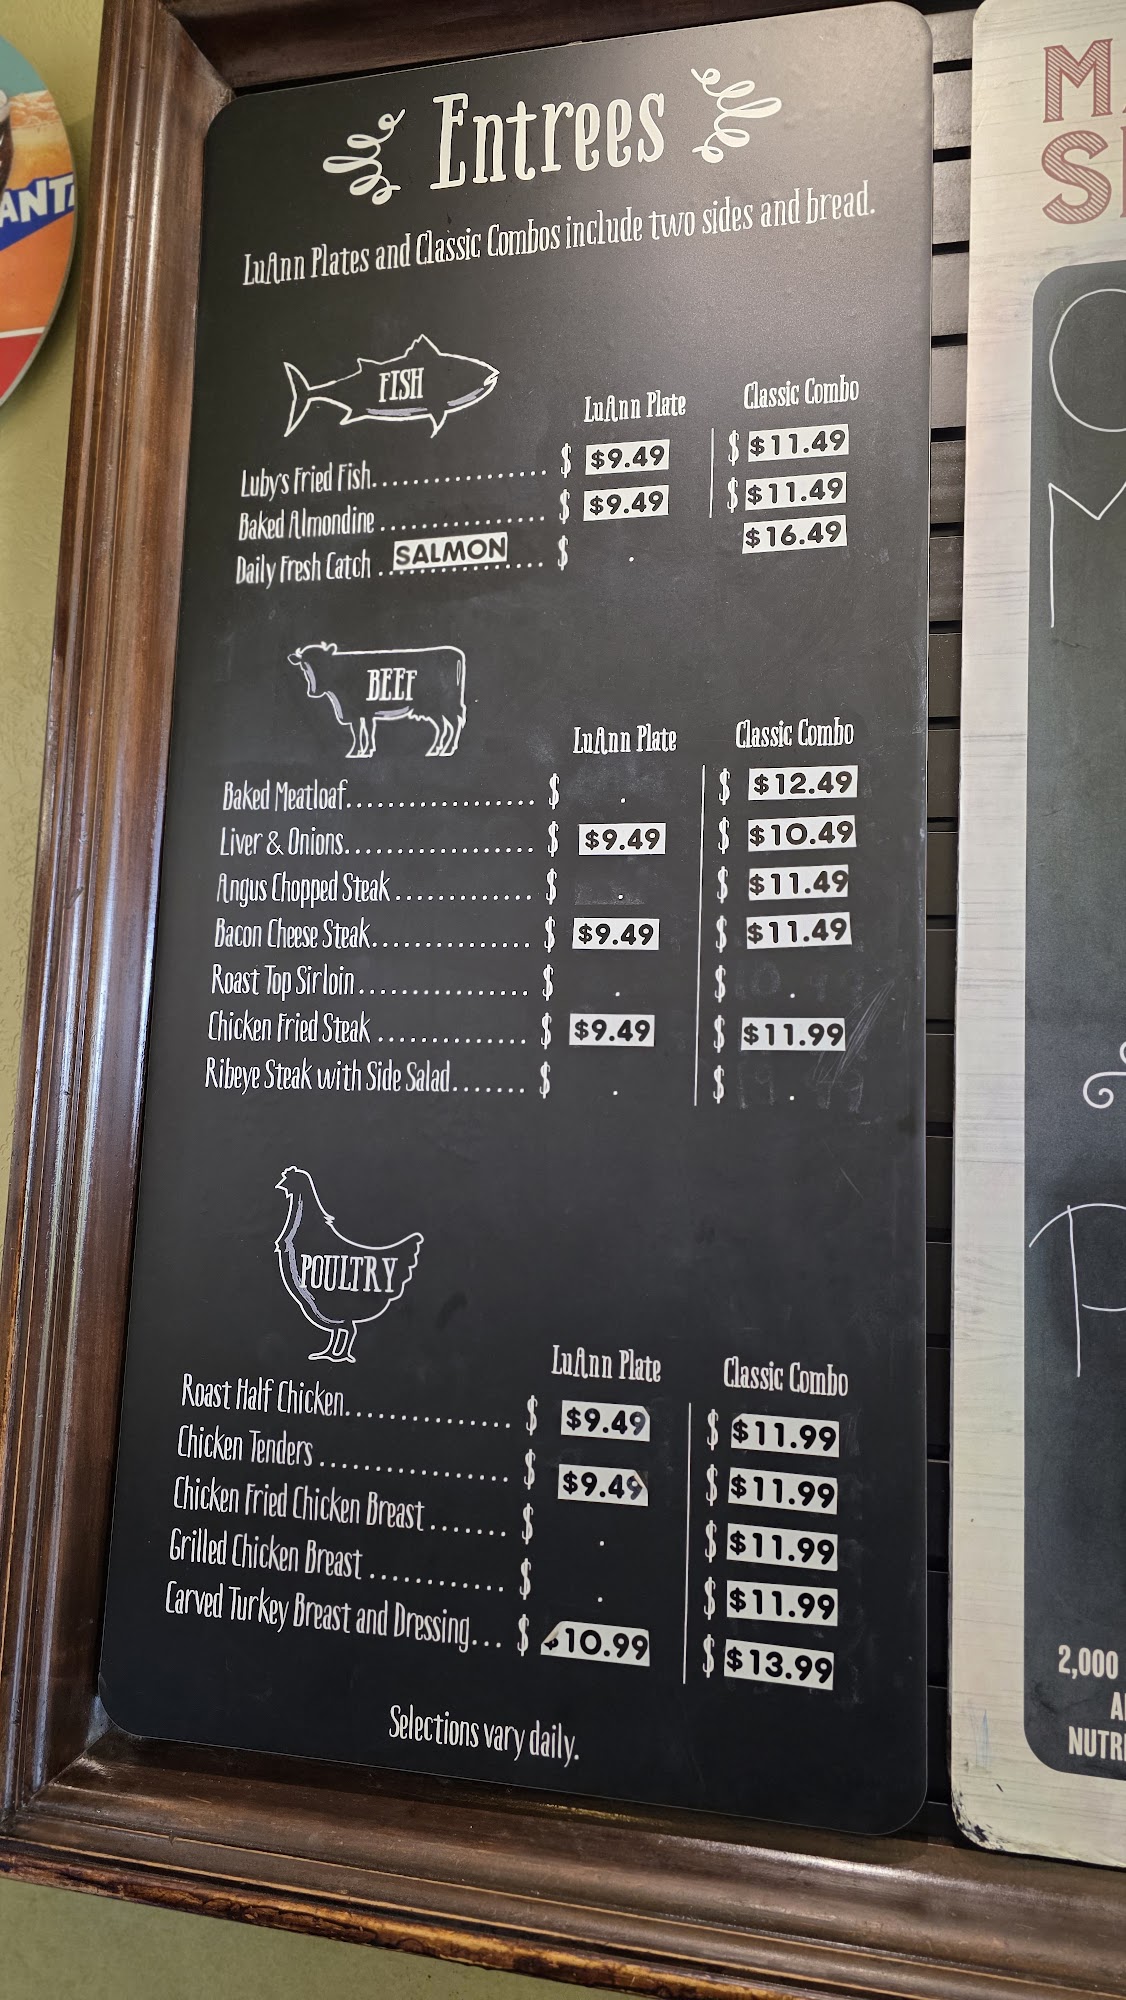 Entrees
LuAnn Plates and Classic Combos include two sides and bread.
FISH
LuAnn Plate Classic Combo
Luby's Fried Fish................ $ $9.49 $ $11.49
Baked Almondine ............... $ $9.49 $ $11.49
Daily Fresh Catch .. SALMON ... $ . $16.49
BEEF
LuAnn Plate Classic Combo
Baked Meatloaf................. $ . $ $12.49
Liver & Onions................. $ $9.49 $ $10.49
Angus Chopped Steak ............ $ . $ $11.49
Bacon Cheese Steak.............. $ $9.49 $ $11.49
Roast Top Sirloin............... $ . $ .
Chicken Fried Steak ............ $ $9.49 $ $11.99
Ribeye Steak with Side Salad....... $ . $ .
POULTRY
LuAnn Plate Classic Combo
Roast Half Chicken.............. $ $9.49 $ $11.99
Chicken Tenders ................ $ $9.49 $ $11.99
Chicken Fried Chicken Breast ....... $ . $ $11.99
Grilled Chicken Breast ............ $ . $ $11.99
Carved Turkey Breast and Dressing... $ $10.99 $ $13.99
Selections vary daily.
2,000